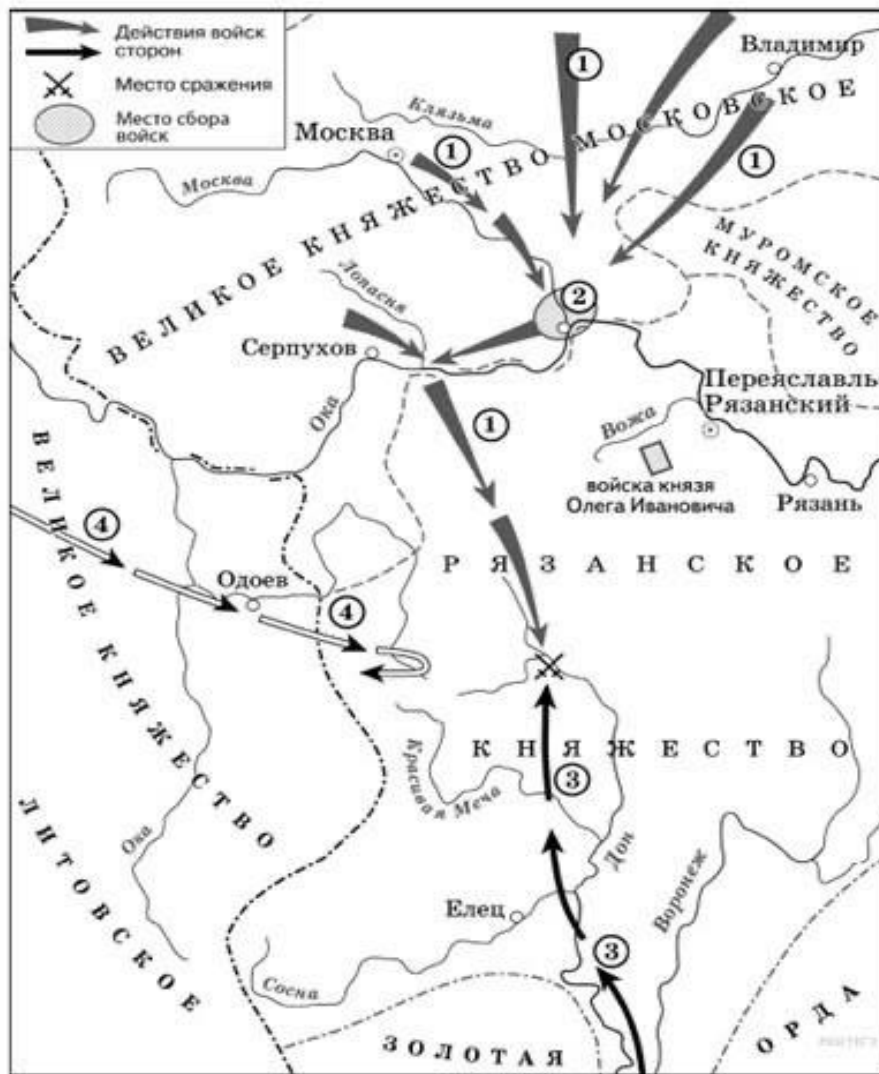 Действия войск
сторон
Место сражения
Место сбора
войск
Владимир
1
Клязьма
Москва
1
1
Москва
ВЕЛИКОЕ КНЯЖЕСТВО МОСКОВСКОЕ
МУРОМСКОЕ
КНЯЖЕСТВО
Лопасня
2
Серпухов
Ока
Переяславль
Рязанский
1
Вожа
войска князя
Олега Ивановича
Рязань
4
Одоев
РЯЗАНСКОЕ
4
ВЕЛИКОЕ КНЯЖЕСТВО
КНЯЖЕСТВО
Красивая Меча
3
Дон
ЛИТОВСКОЕ
Ока
Елец
Воронеж
3
Сосна
ЗОЛОТАЯ
ОРДА